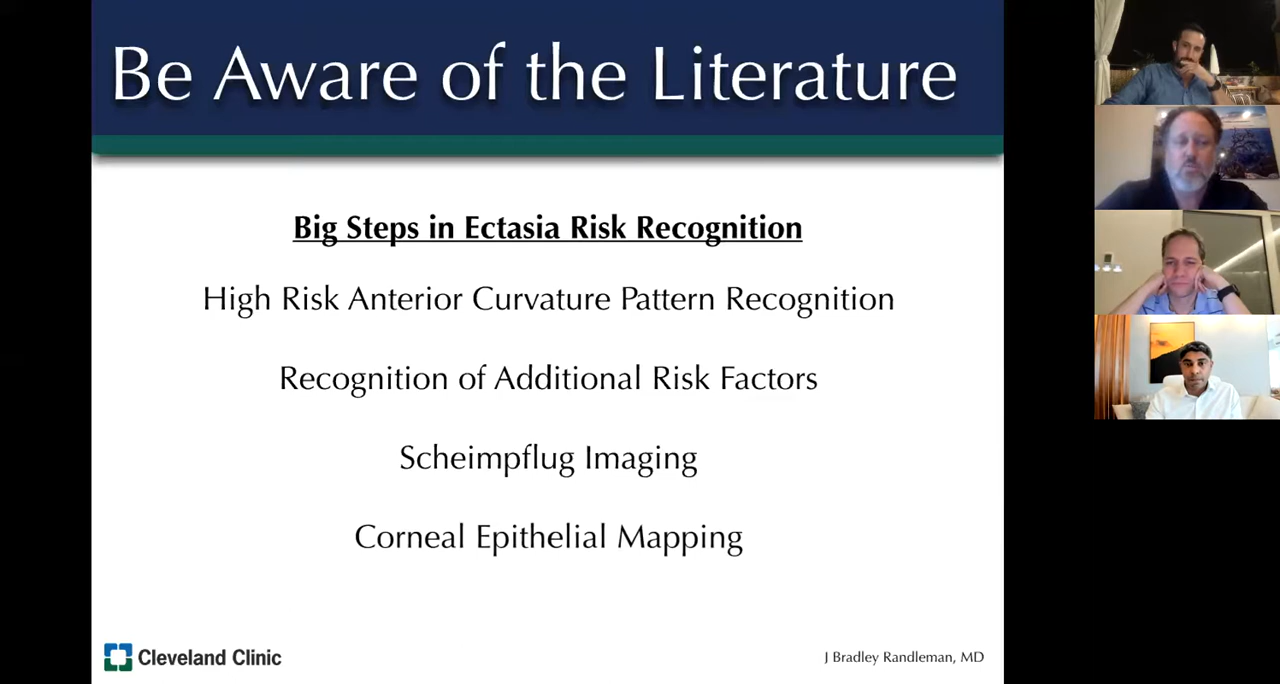 Be Aware of the Literature
Big Steps in Ectasia Risk Recognition
High Risk Anterior Curvature Pattern Recognition
Recognition of Additional Risk Factors
Scheimpflug Imaging
Corneal Epithelial Mapping
Cleveland Clinic
J Bradley Randleman, MD